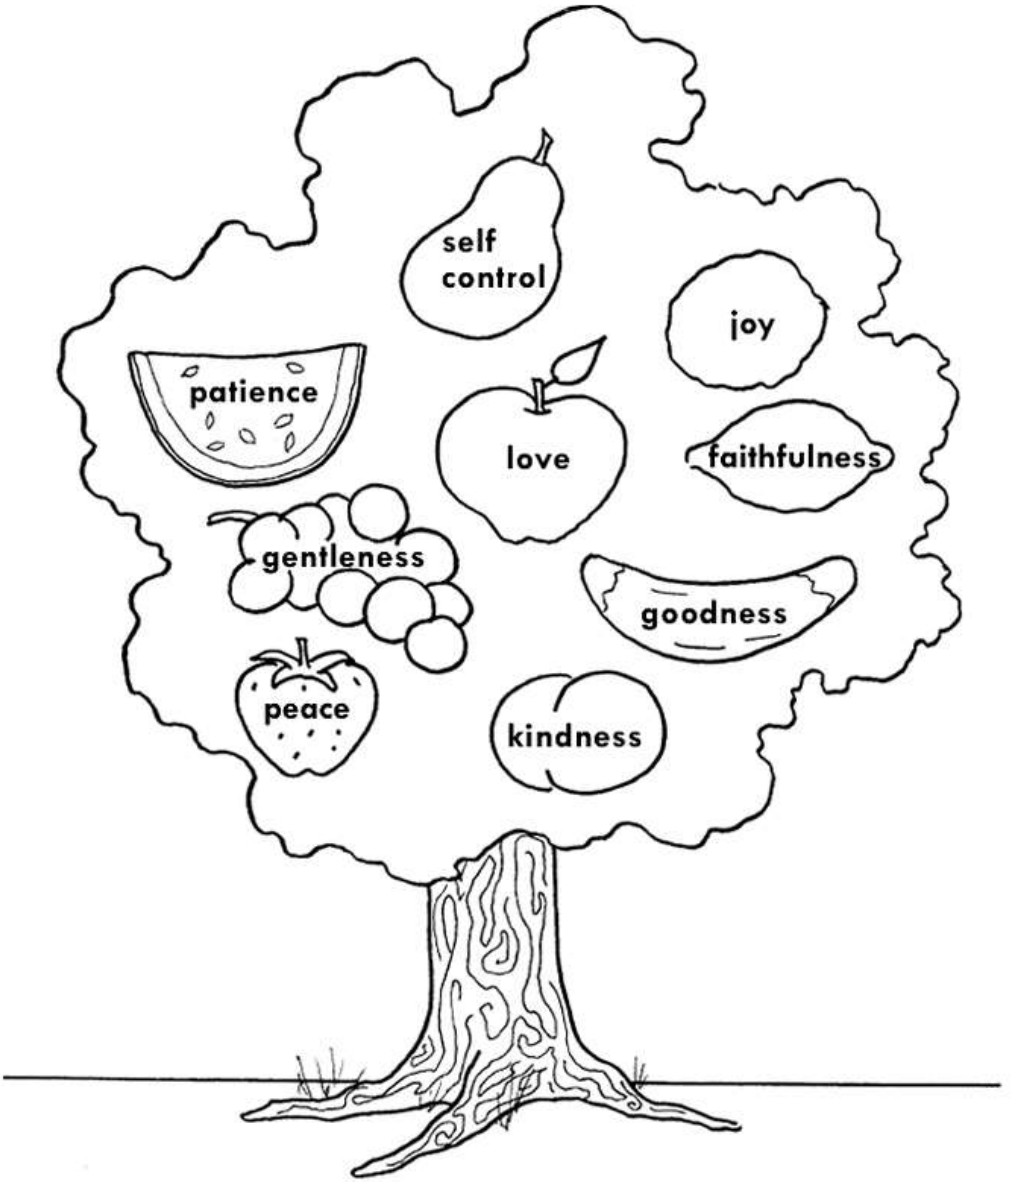 self
control
joy
patience
love
faithfulness
gentleness
goodness
peace
kindness